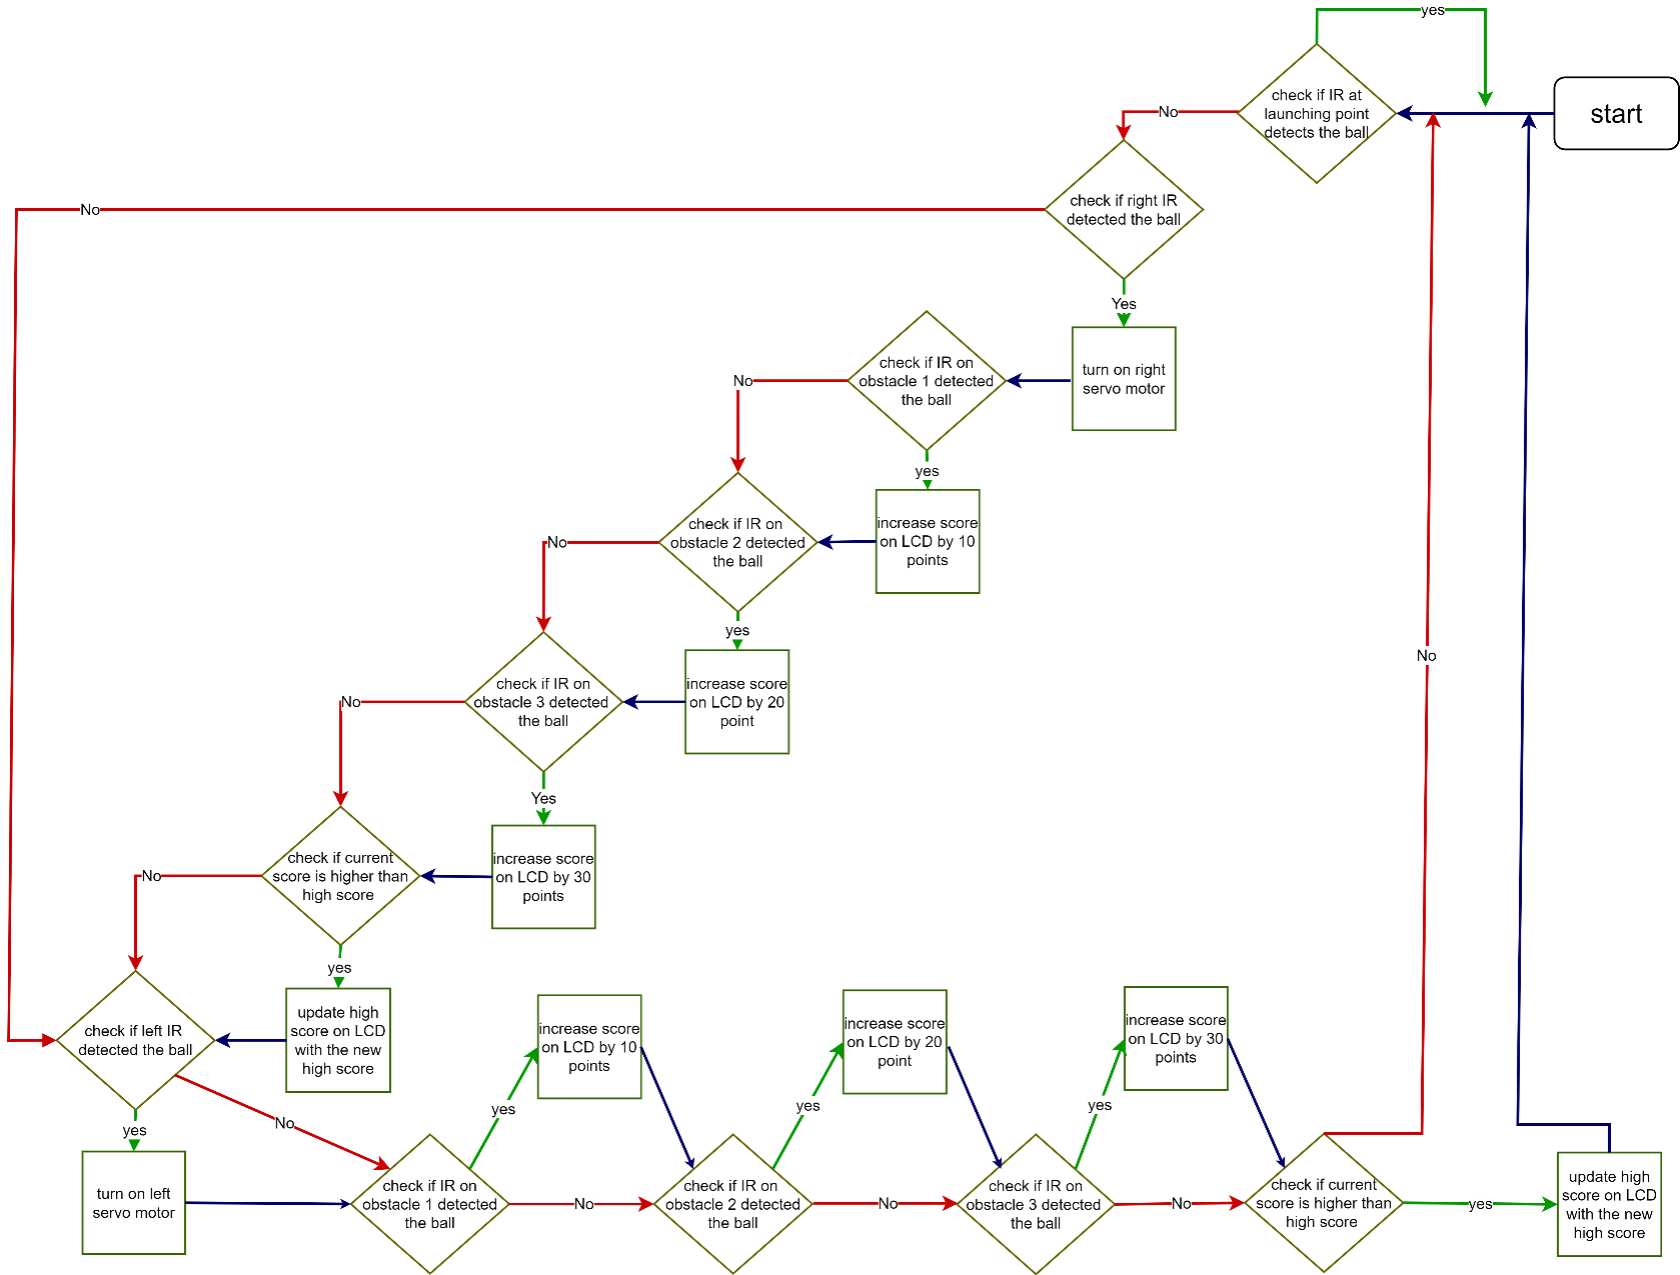 yes
start
check if IR at
launching point
detects the ball
No
check if right IR
detected the ball
No
Yes
turn on right
servo motor
check if IR on
obstacle 1 detected
the ball
No
yes
increase score
on LCD by 10
points
check if IR on
obstacle 2 detected
the ball
No
yes
increase score
on LCD by 20
point
check if IR on
obstacle 3 detected
the ball
No
Yes
increase score
on LCD by 30
points
check if current
score is higher than
high score
No
yes
update high
score on LCD
with the new
high score
check if left IR
detected the ball
No
yes
turn on left
servo motor
check if IR on
obstacle 1 detected
the ball
yes
increase score
on LCD by 10
points
No
check if IR on
obstacle 2 detected
the ball
yes
increase score
on LCD by 20
point
No
check if IR on
obstacle 3 detected
the ball
yes
increase score
on LCD by 30
points
No
check if current
score is higher than
high score
No
yes
update high
score on LCD
with the new
high score